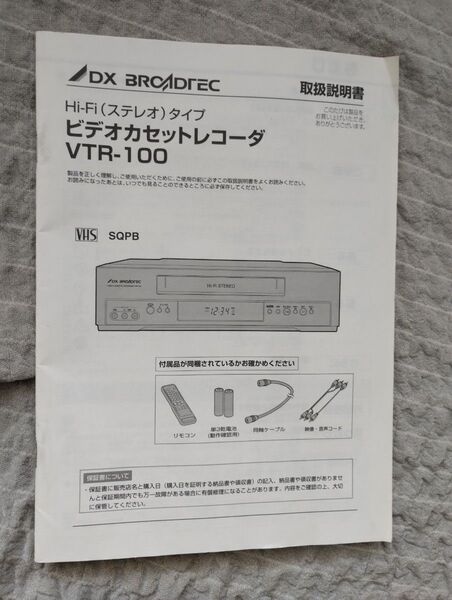 DX BROADTEC
取扱説明書
このたびは製品を
お買い上げいただき、
ありがとうございます。
Hi-Fi(ステレオ)タイプ
ビデオカセットレコーダ
VTR-100
製品を正しく理解し、ご使用いただくために、ご使用の前に必ずこの取扱説明書をよくお読みください。
お読みになったあとは、いつでも見ることのできるところに必ず保存してください。
VHS SQPB
DX BROADTEC
Hi-Fi STEREO
12:34
付属品が同梱されているかお確かめください
リモコン
単3乾電池
(動作確認用)
同軸ケーブル
映像・音声コード
保証書について
・保証書に販売店名と購入日(購入日を証明する納品書や領収書)の記入、納品書や領収書がありませ
んと保証期間内でも万一故障がある場合に有償修理になることがあります。内容をご確認の上、大切
に保管してください。